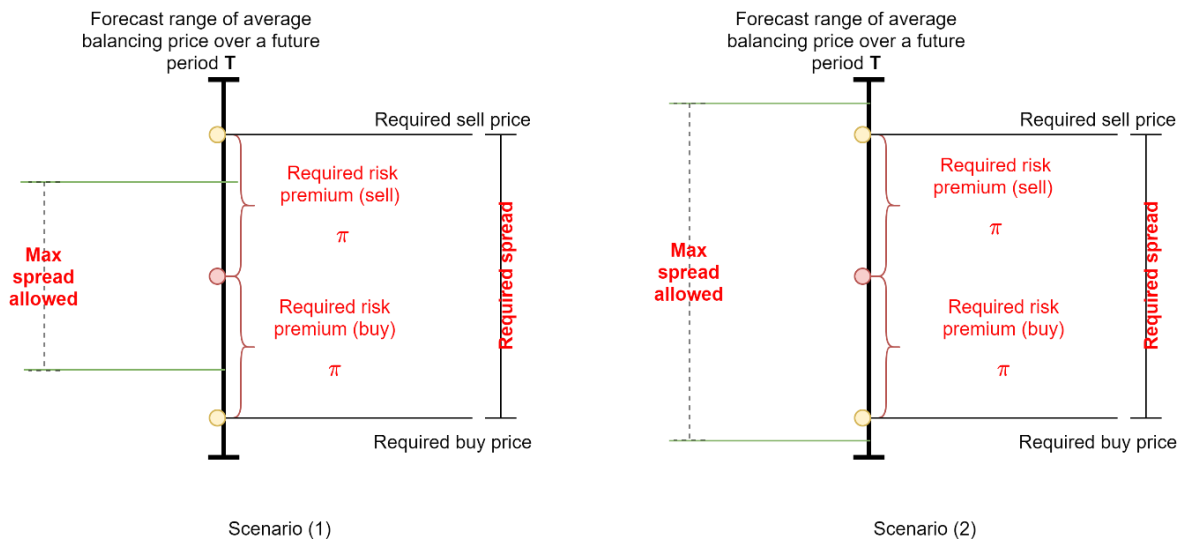 Forecast range of average
balancing price over a future
period T
Required sell price
Required risk
premium (sell)
π
Max
spread
allowed
Required spread
Required risk
premium (buy)
π
Required buy price
Scenario (1)
Forecast range of average
balancing price over a future
period T
Required sell price
Required risk
premium (sell)
π
Max
spread
allowed
Required spread
Required risk
premium (buy)
π
Required buy price
Scenario (2)